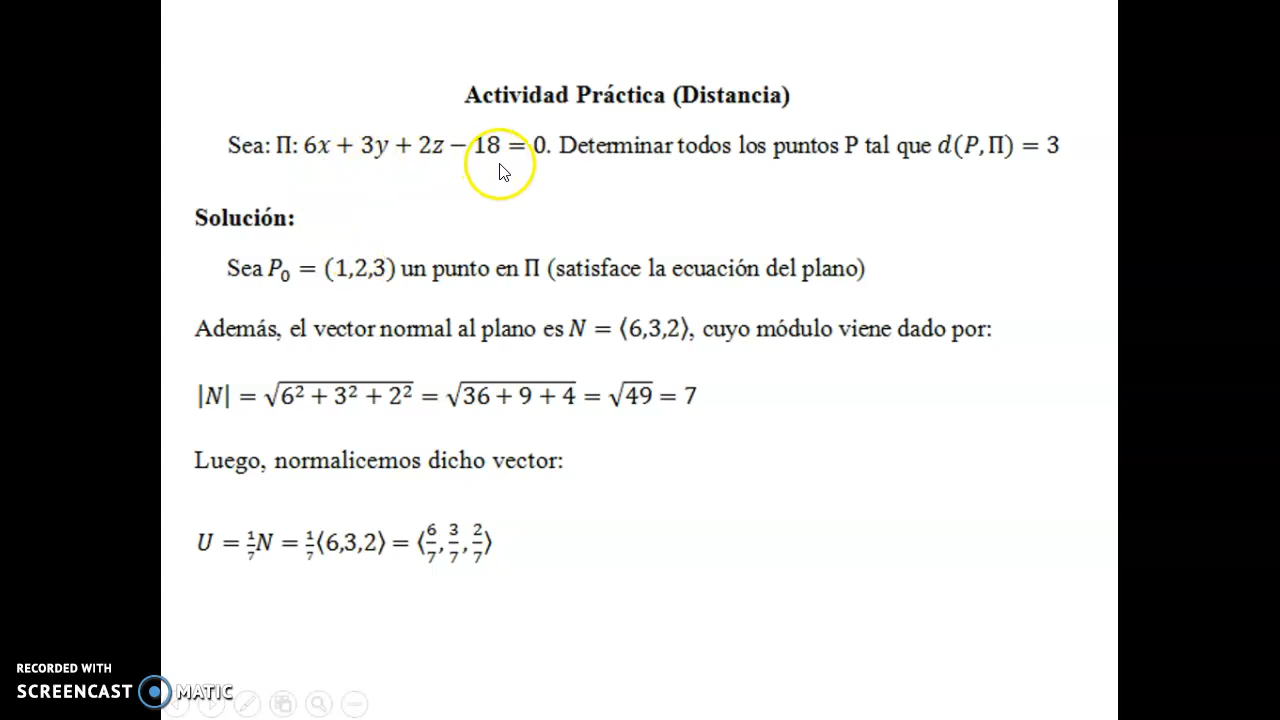 Actividad Práctica (Distancia)
Sea: Π: 6x + 3y + 2z − 18 = 0. Determinar todos los puntos P tal que d(P, Π) = 3
Solución:
Sea P₀ = (1,2,3) un punto en Π (satisface la ecuación del plano)
Además, el vector normal al plano es N = ⟨6,3,2⟩, cuyo módulo viene dado por:
|N| = √(6² + 3² + 2²) = √(36 + 9 + 4) = √49 = 7
Luego, normalicemos dicho vector:
U = 1/7 N = 1/7 ⟨6,3,2⟩ = ⟨6/7, 3/7, 2/7⟩
RECORDED WITH
SCREENCAST MATIC